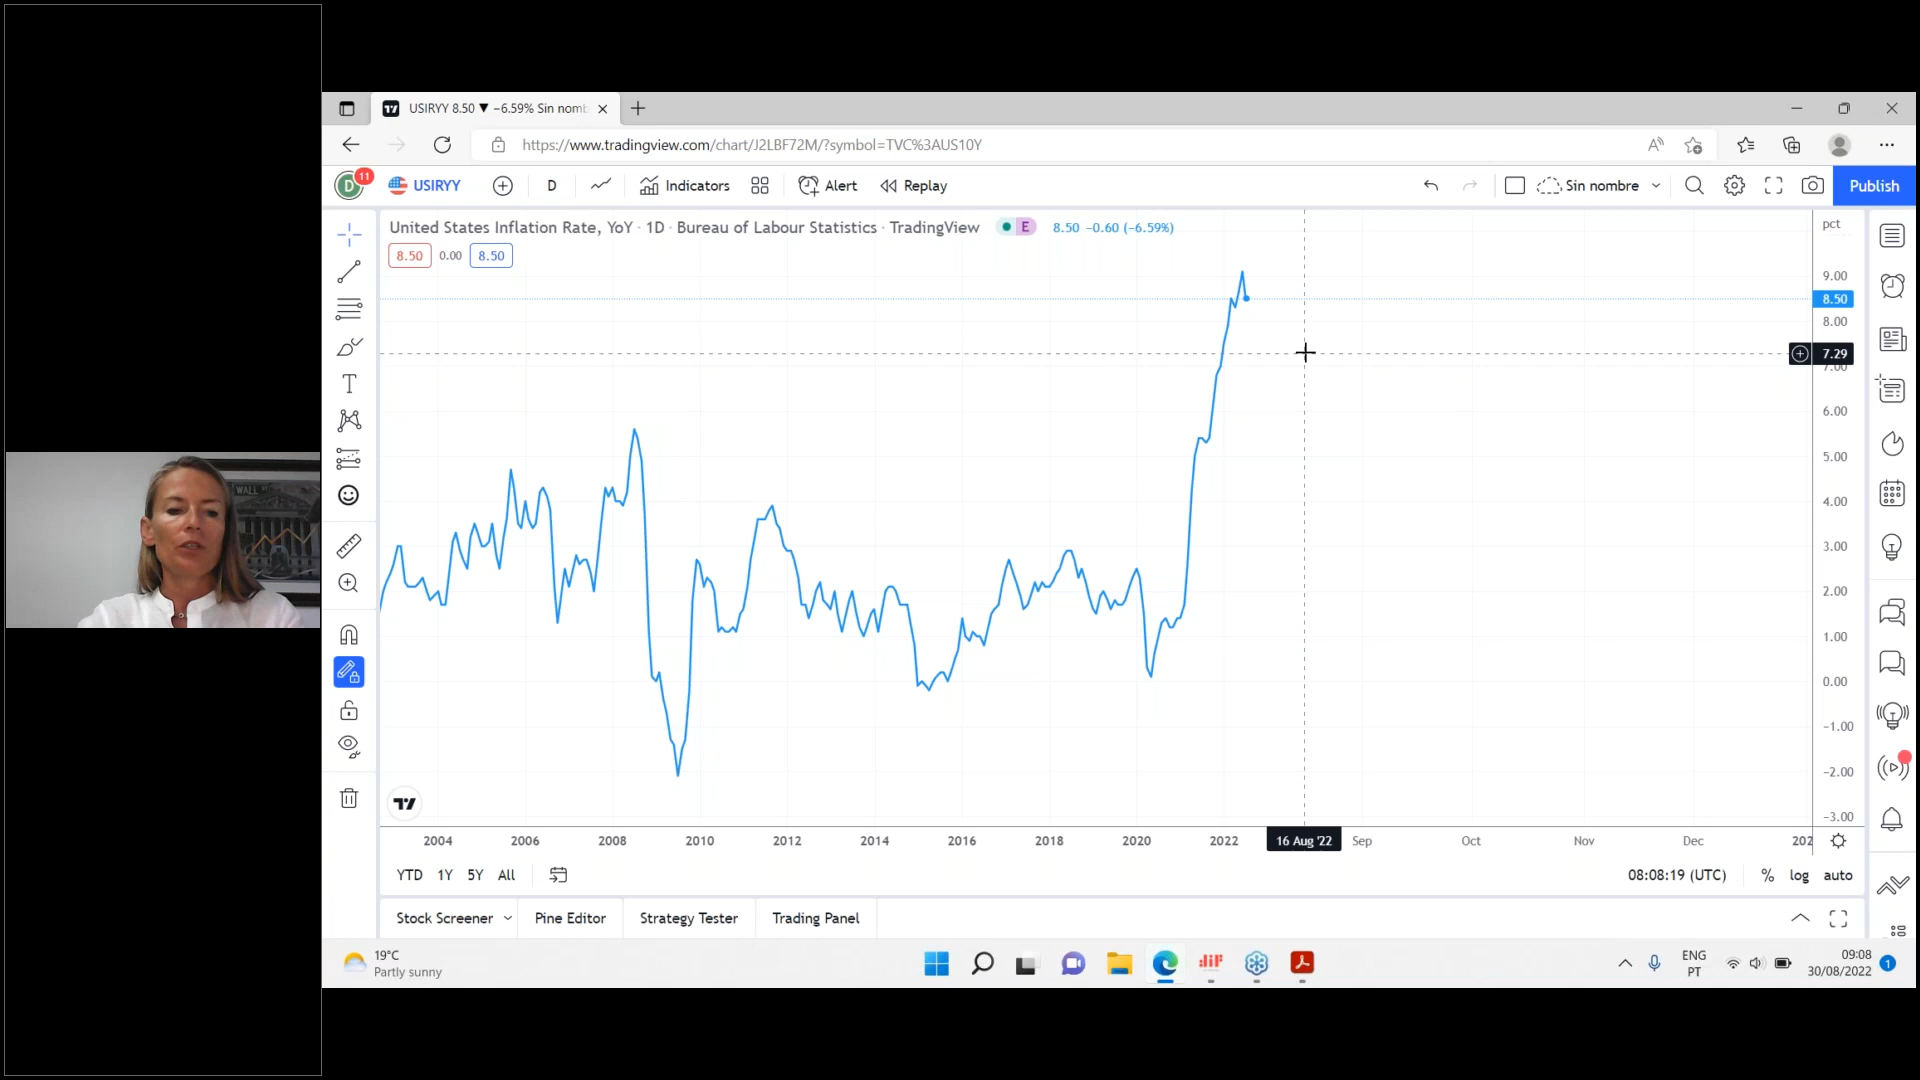 WALL
USIRYY 8.50 ▼ −6.59% Sin nomb
https://www.tradingview.com/chart/J2LBF72M/?symbol=TVC%3AUS10Y
D 11 USIRYY D Indicators Alert Replay Sin nombre Publish
United States Inflation Rate, YoY · 1D · Bureau of Labour Statistics · TradingView E 8.50 −0.60 (−6.59%)
8.50 0.00 8.50
pct
9.00
8.50
8.00
7.29
7.00
6.00
5.00
4.00
3.00
2.00
1.00
0.00
−1.00
−2.00
−3.00
2004 2006 2008 2010 2012 2014 2016 2018 2020 2022 16 Aug '22 Sep Oct Nov Dec 202
YTD 1Y 5Y All 08:08:19 (UTC) % log auto
Stock Screener Pine Editor Strategy Tester Trading Panel
19°C
Partly sunny
ENG
PT
09:08
30/08/2022
1